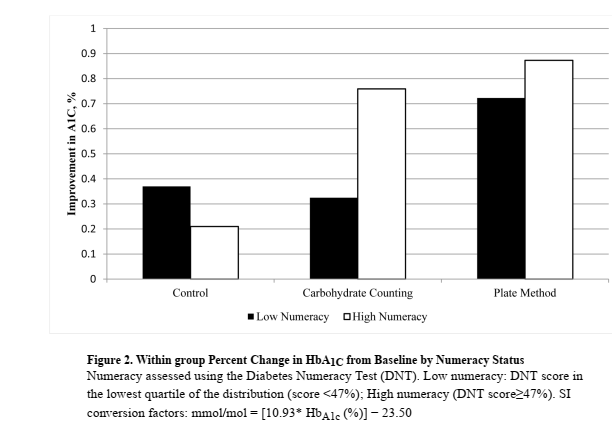 1
0.9
0.8
0.7
0.6
0.5
0.4
0.3
0.2
0.1
0
Improvement in A1C, %
Control Carbohydrate Counting Plate Method
Low Numeracy High Numeracy
Figure 2. Within group Percent Change in HbA1C from Baseline by Numeracy Status
Numeracy assessed using the Diabetes Numeracy Test (DNT). Low numeracy: DNT score in
the lowest quartile of the distribution (score <47%); High numeracy (DNT score≥47%). SI
conversion factors: mmol/mol = [10.93* HbA1c (%)] − 23.50